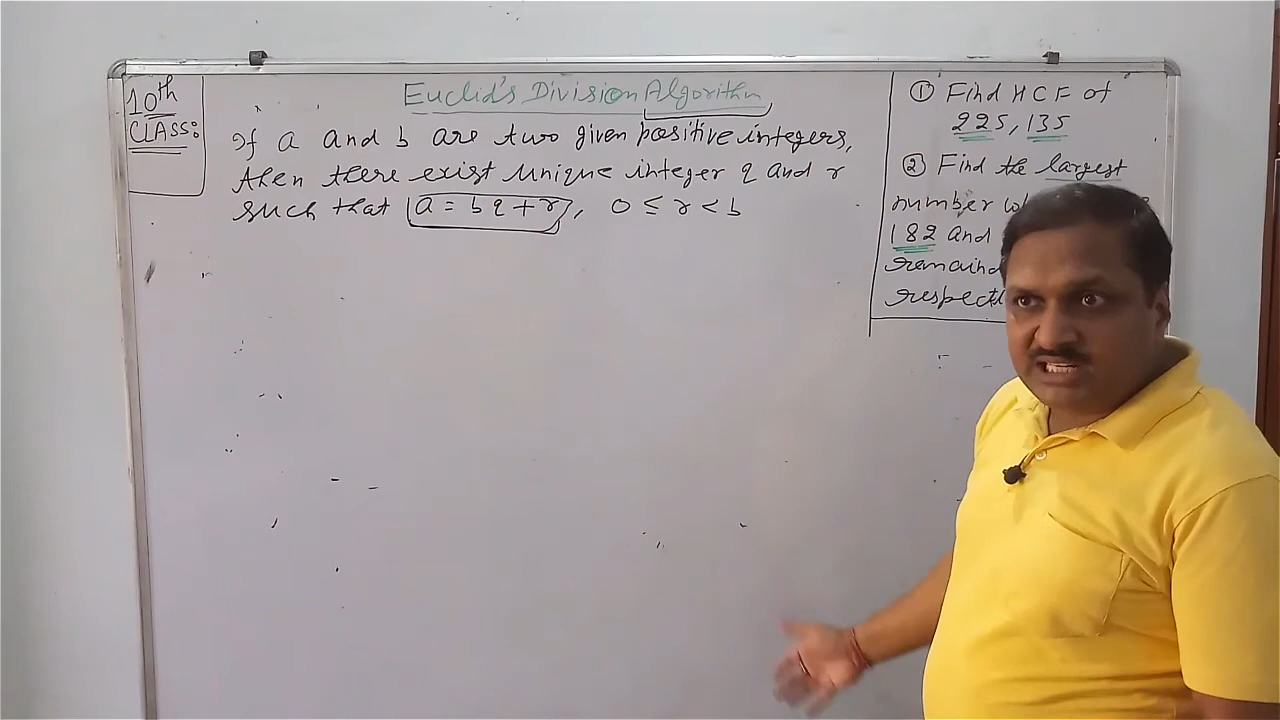 10th
CLASS:
Euclid's Division Algorithm
If a and b are two given positive integers,
then there exist unique integer q and r
such that a = bq + r, 0 ≤ r < b
① Find HCF of
225, 135
② Find the largest
number
182 and